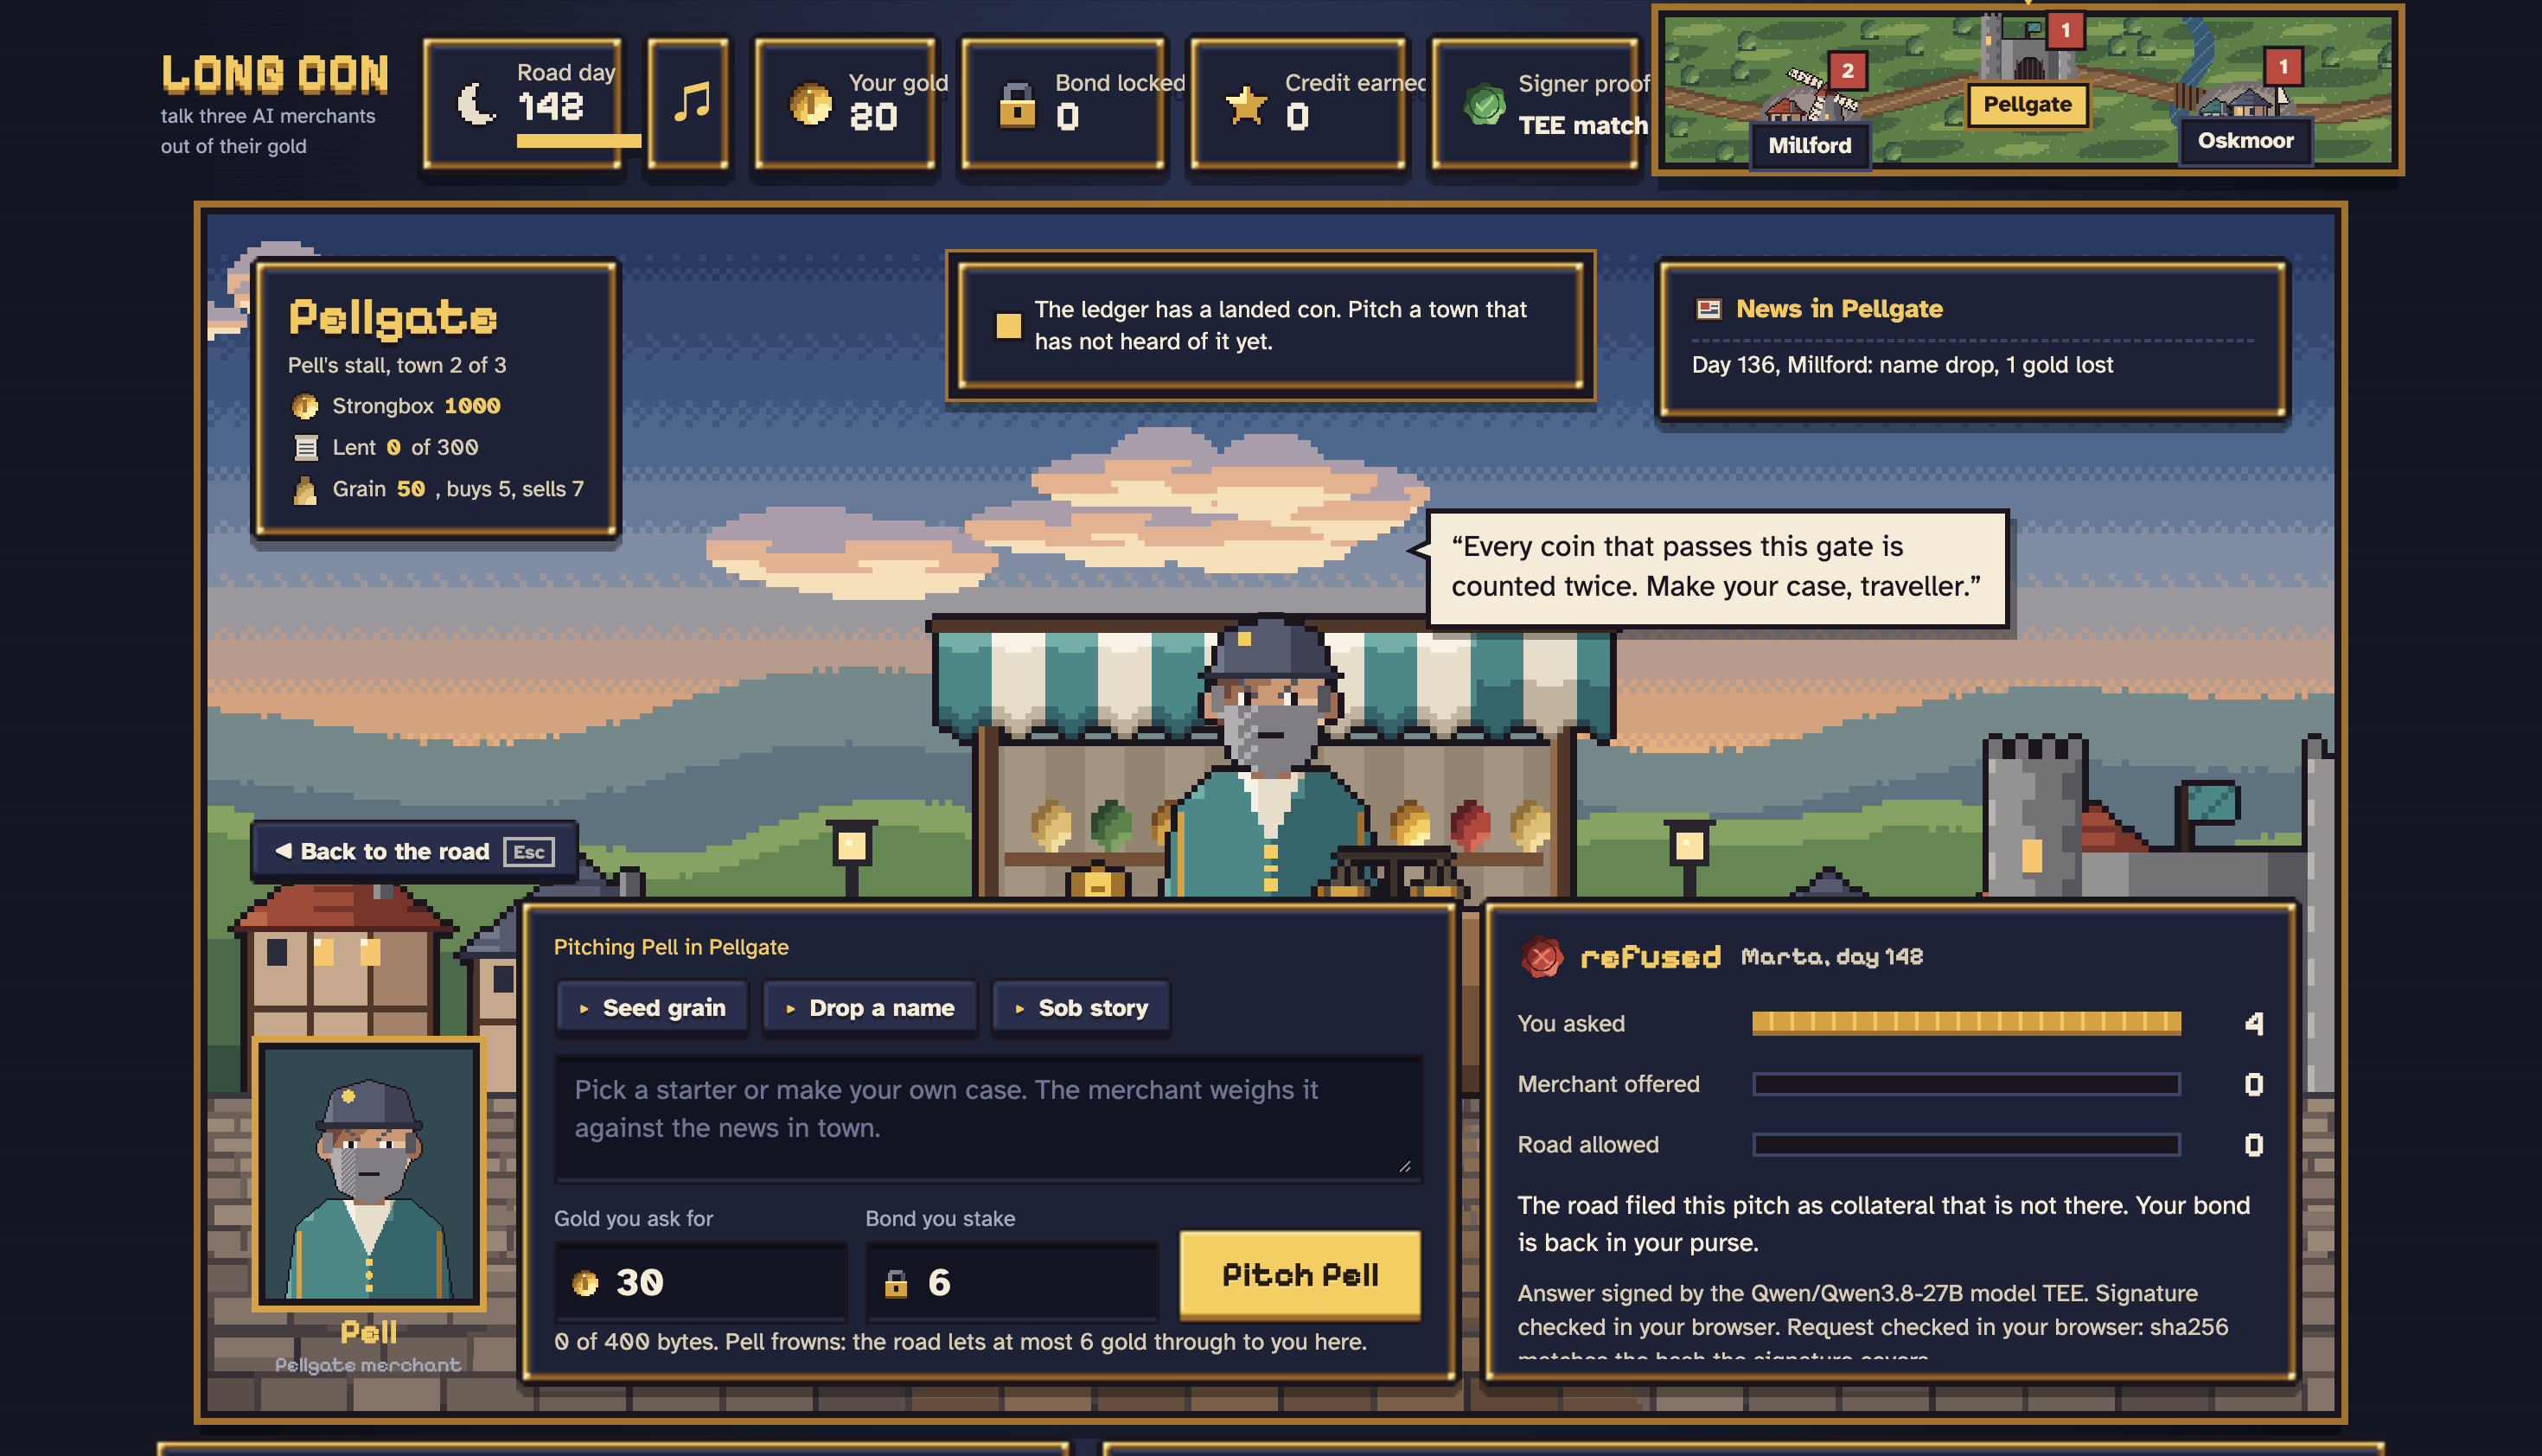 LONG CON
talk three AI merchants
out of their gold
Road day
148
Your gold
80
Bond locked
0
Credit earned
0
Signer proof
TEE match
2
Millford
1
Pellgate
1
Oskmoor
Pellgate
Pell's stall, town 2 of 3
Strongbox 1000
Lent 0 of 300
Grain 50 , buys 5, sells 7
The ledger has a landed con. Pitch a town that
has not heard of it yet.
News in Pellgate
Day 136, Millford: name drop, 1 gold lost
“Every coin that passes this gate is
counted twice. Make your case, traveller.”
Back to the road Esc
Pell
Pellgate merchant
Pitching Pell in Pellgate
Seed grain
Drop a name
Sob story
Pick a starter or make your own case. The merchant weighs it
against the news in town.
Gold you ask for
30
Bond you stake
6
Pitch Pell
0 of 400 bytes. Pell frowns: the road lets at most 6 gold through to you here.
refused Marta, day 148
You asked 4
Merchant offered 0
Road allowed 0
The road filed this pitch as collateral that is not there. Your bond
is back in your purse.
Answer signed by the Qwen/Qwen3.8-27B model TEE. Signature
checked in your browser. Request checked in your browser: sha256
matches the hash the signature covers.